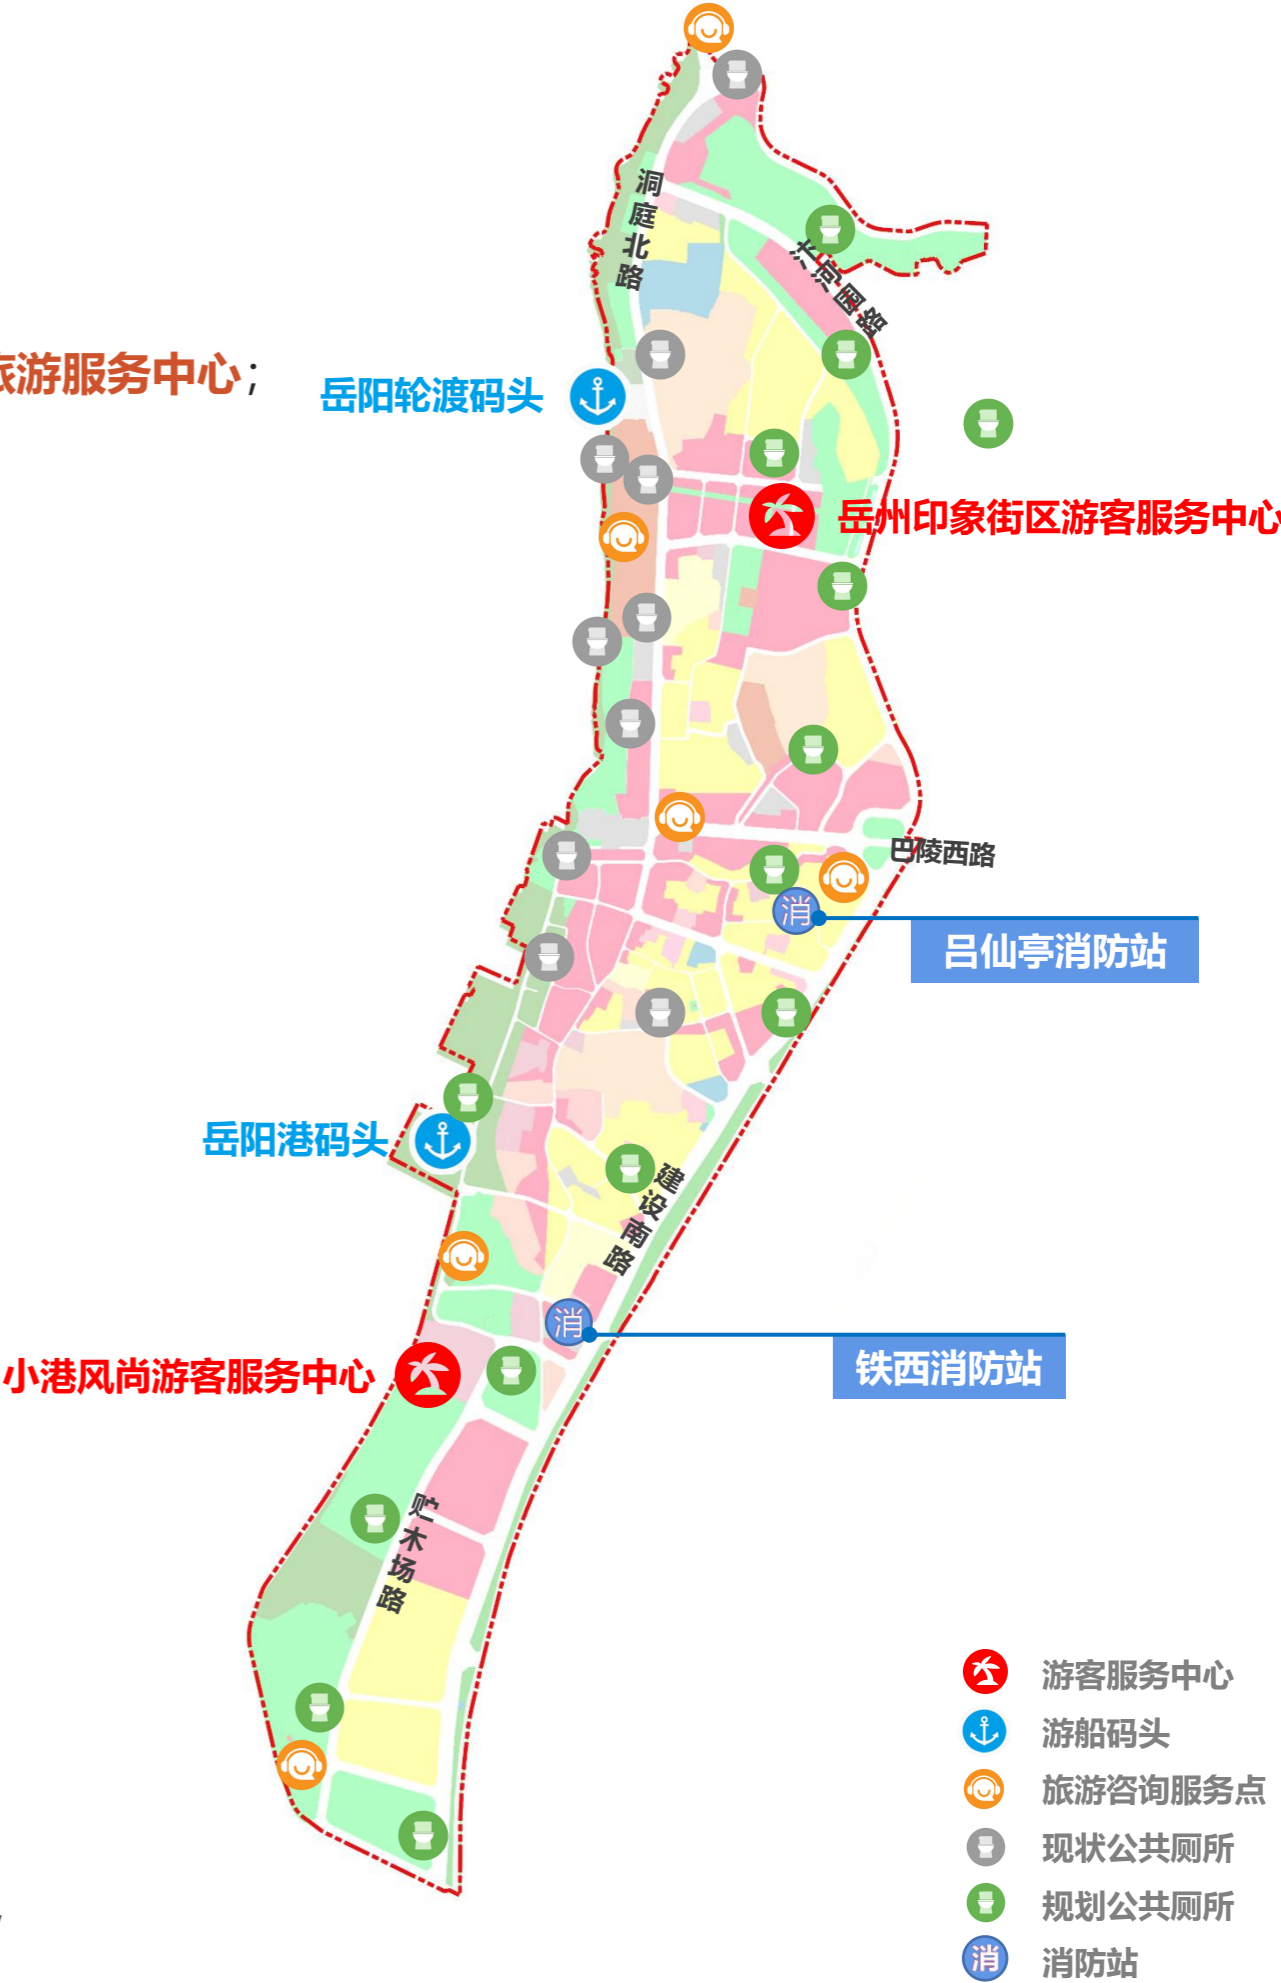 洞庭北路
旅游服务中心；
岳阳轮渡码头
岳州印象街区游客服务中心
巴陵西路
消
吕仙亭消防站
岳阳港码头
建设南路
消
铁西消防站
小港风尚游客服务中心
贮木场路
游客服务中心
游船码头
旅游咨询服务点
现状公共厕所
规划公共厕所
消 消防站